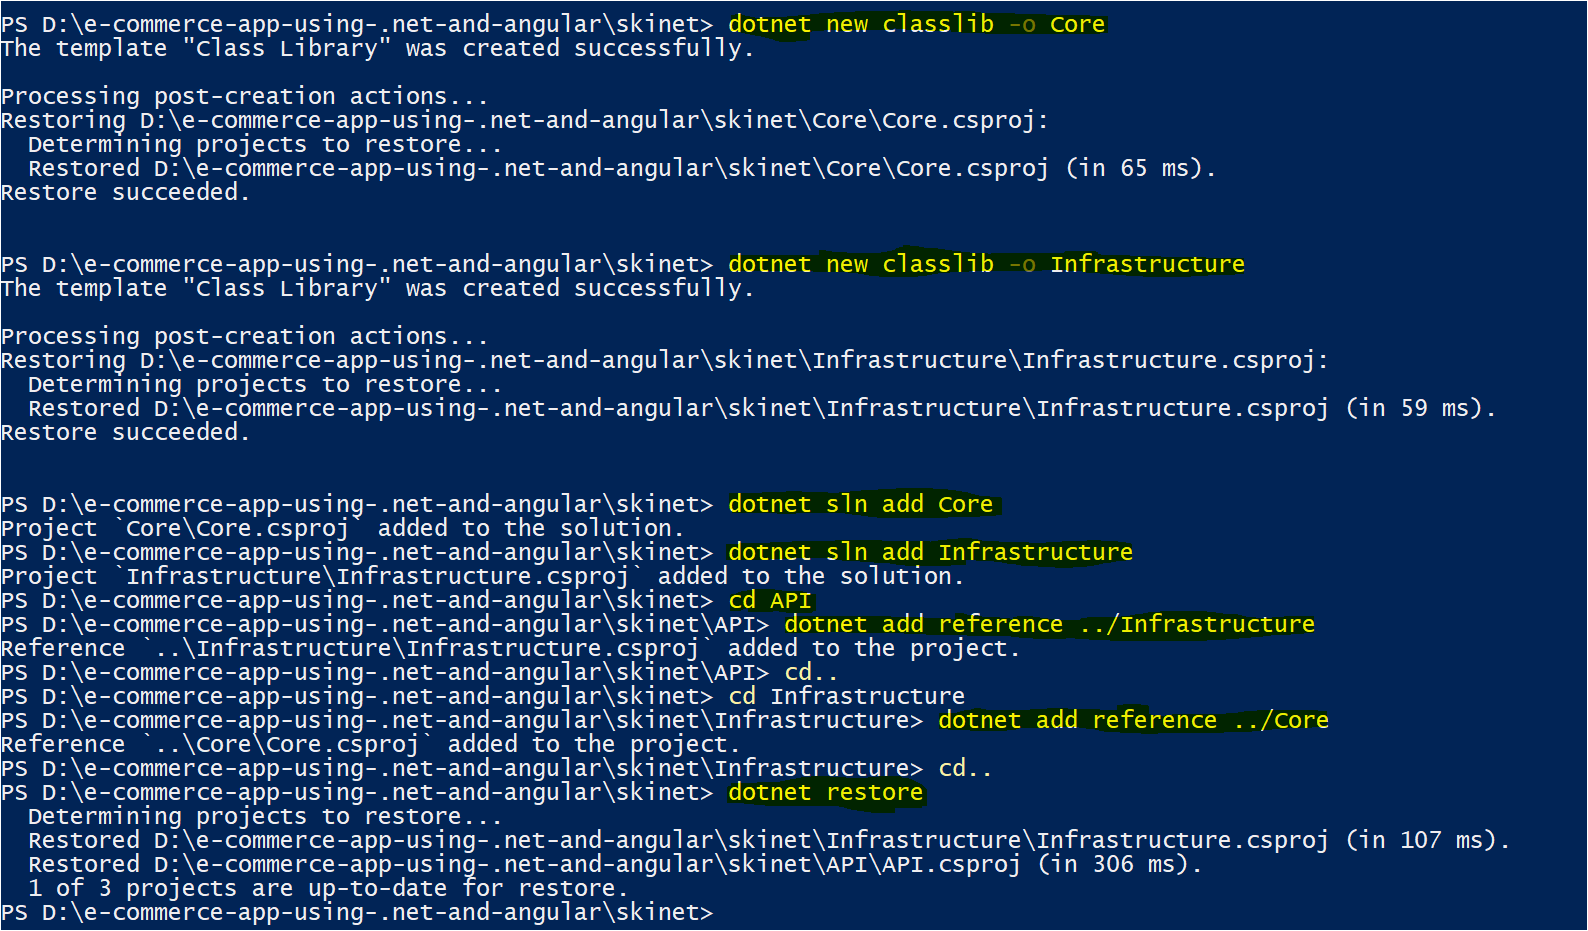 PS D:\e-commerce-app-using-.net-and-angular\skinet> dotnet new classlib -o Core
The template "Class Library" was created successfully.
Processing post-creation actions...
Restoring D:\e-commerce-app-using-.net-and-angular\skinet\Core\Core.csproj:
  Determining projects to restore...
  Restored D:\e-commerce-app-using-.net-and-angular\skinet\Core\Core.csproj (in 65 ms).
Restore succeeded.
PS D:\e-commerce-app-using-.net-and-angular\skinet> dotnet new classlib -o Infrastructure
The template "Class Library" was created successfully.
Processing post-creation actions...
Restoring D:\e-commerce-app-using-.net-and-angular\skinet\Infrastructure\Infrastructure.csproj:
  Determining projects to restore...
  Restored D:\e-commerce-app-using-.net-and-angular\skinet\Infrastructure\Infrastructure.csproj (in 59 ms).
Restore succeeded.
PS D:\e-commerce-app-using-.net-and-angular\skinet> dotnet sln add Core
Project `Core\Core.csproj` added to the solution.
PS D:\e-commerce-app-using-.net-and-angular\skinet> dotnet sln add Infrastructure
Project `Infrastructure\Infrastructure.csproj` added to the solution.
PS D:\e-commerce-app-using-.net-and-angular\skinet> cd API
PS D:\e-commerce-app-using-.net-and-angular\skinet\API> dotnet add reference ../Infrastructure
Reference `..\Infrastructure\Infrastructure.csproj` added to the project.
PS D:\e-commerce-app-using-.net-and-angular\skinet\API> cd..
PS D:\e-commerce-app-using-.net-and-angular\skinet> cd Infrastructure
PS D:\e-commerce-app-using-.net-and-angular\skinet\Infrastructure> dotnet add reference ../Core
Reference `..\Core\Core.csproj` added to the project.
PS D:\e-commerce-app-using-.net-and-angular\skinet\Infrastructure> cd..
PS D:\e-commerce-app-using-.net-and-angular\skinet> dotnet restore
  Determining projects to restore...
  Restored D:\e-commerce-app-using-.net-and-angular\skinet\Infrastructure\Infrastructure.csproj (in 107 ms).
  Restored D:\e-commerce-app-using-.net-and-angular\skinet\API\API.csproj (in 306 ms).
  1 of 3 projects are up-to-date for restore.
PS D:\e-commerce-app-using-.net-and-angular\skinet>